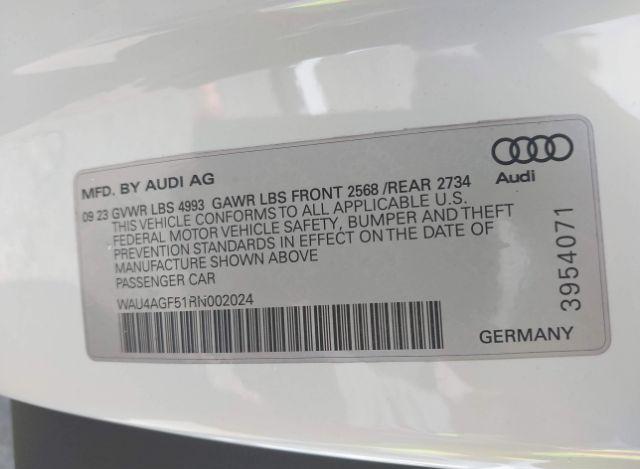 MFD. BY AUDI AG
09 23 GVWR LBS 4993 GAWR LBS FRONT 2568 /REAR 2734
THIS VEHICLE CONFORMS TO ALL APPLICABLE U.S.
FEDERAL MOTOR VEHICLE SAFETY, BUMPER AND THEFT
PREVENTION STANDARDS IN EFFECT ON THE DATE OF
MANUFACTURE SHOWN ABOVE
PASSENGER CAR
WAU4AGF51RN002024
Audi
3954071
GERMANY